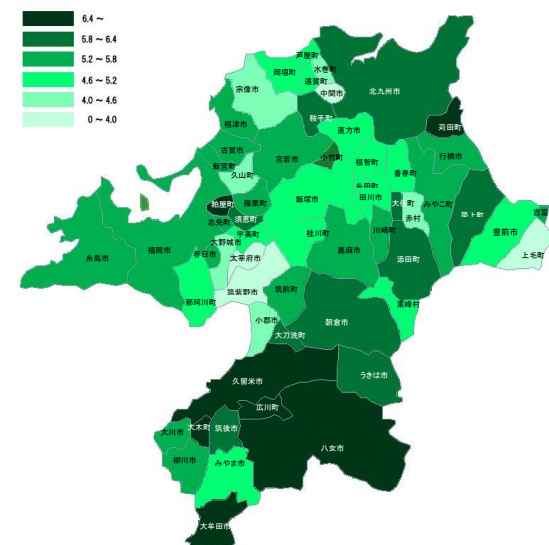 6.4 ～
5.8 ～ 6.4
5.2 ～ 5.8
4.6 ～ 5.2
4.0 ～ 4.6
0 ～ 4.0
芦屋町
水巻町
岡垣町
遠賀町
中間市
北九州市
宗像市
鞍手町
福津市
直方市
苅田町
古賀市
宮若市
小竹町
福智町
香春町
行橋市
新宮町
久山町
糸田町
粕屋町
篠栗町
飯塚市
田川市
大任町
みやこ町
吉富
志免町
須恵町
赤村
築上町
福岡市
宇美町
桂川町
川崎町
豊前市
大野城市
春日市
太宰府市
嘉麻市
添田町
上毛町
糸島市
筑紫野市
筑前町
那珂川町
東峰村
小郡市
朝倉市
大刀洗町
うきは市
久留米市
広川町
大木町
筑後市
大川市
八女市
柳川市
みやま市
大牟田市